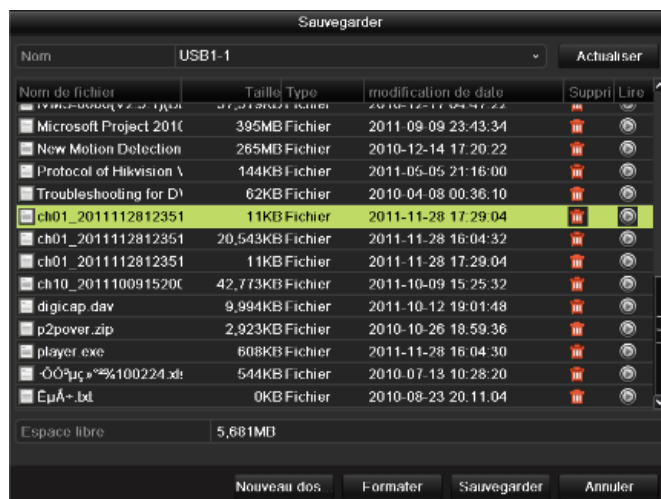 Sauvegarder
Nom USB1-1 Actualiser
Nom de fichier Taille Type modification de date Suppri Lire
Microsoft Project 201( 395MB Fichier 2011-09-09 23:43:34
New Motion Detection 265MB Fichier 2010-12-14 17:20:22
Protocol of Hikvision \ 144KB Fichier 2011-05-05 21:16:00
Troubleshooting for D\ 62KB Fichier 2010-04-08 00:36:10
ch01_2011112812351 11KB Fichier 2011-11-28 17:29:04
ch01_2011112812351 20,543KB Fichier 2011-11-28 16:04:32
ch01_2011112812351 11KB Fichier 2011-11-28 17:29:04
ch10_201110091520( 42,773KB Fichier 2011-10-09 15:25:32
digicap.dav 9,994KB Fichier 2011-10-12 19:01:48
p2pover.zip 2,923KB Fichier 2010-10-26 18:59:36
player.exe 608KB Fichier 2011-11-28 16:04:30
544KB Fichier 2010-07-13 10:28:20
0KB Fichier 2010-08-23 20:11:04
Espace libre 5,681MB
Nouveau dos Formater Sauvegarder Annuler